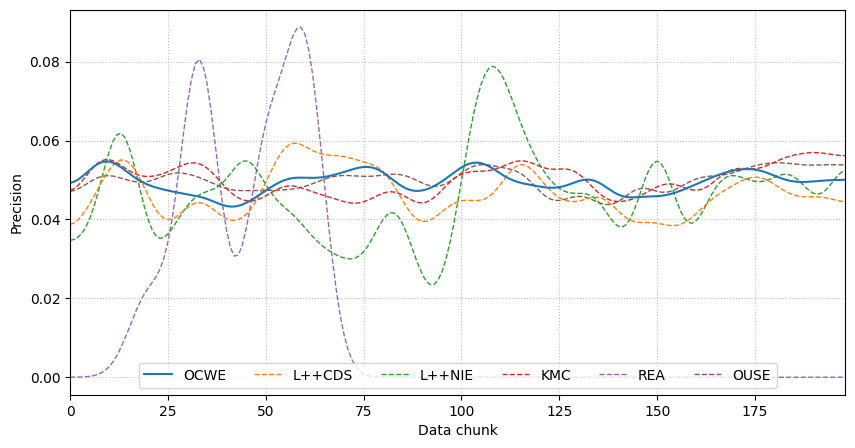 Precision
0.08
0.06
0.04
0.02
0.00
OCWE L++CDS L++NIE KMC REA OUSE
0 25 50 75 100 125 150 175
Data chunk